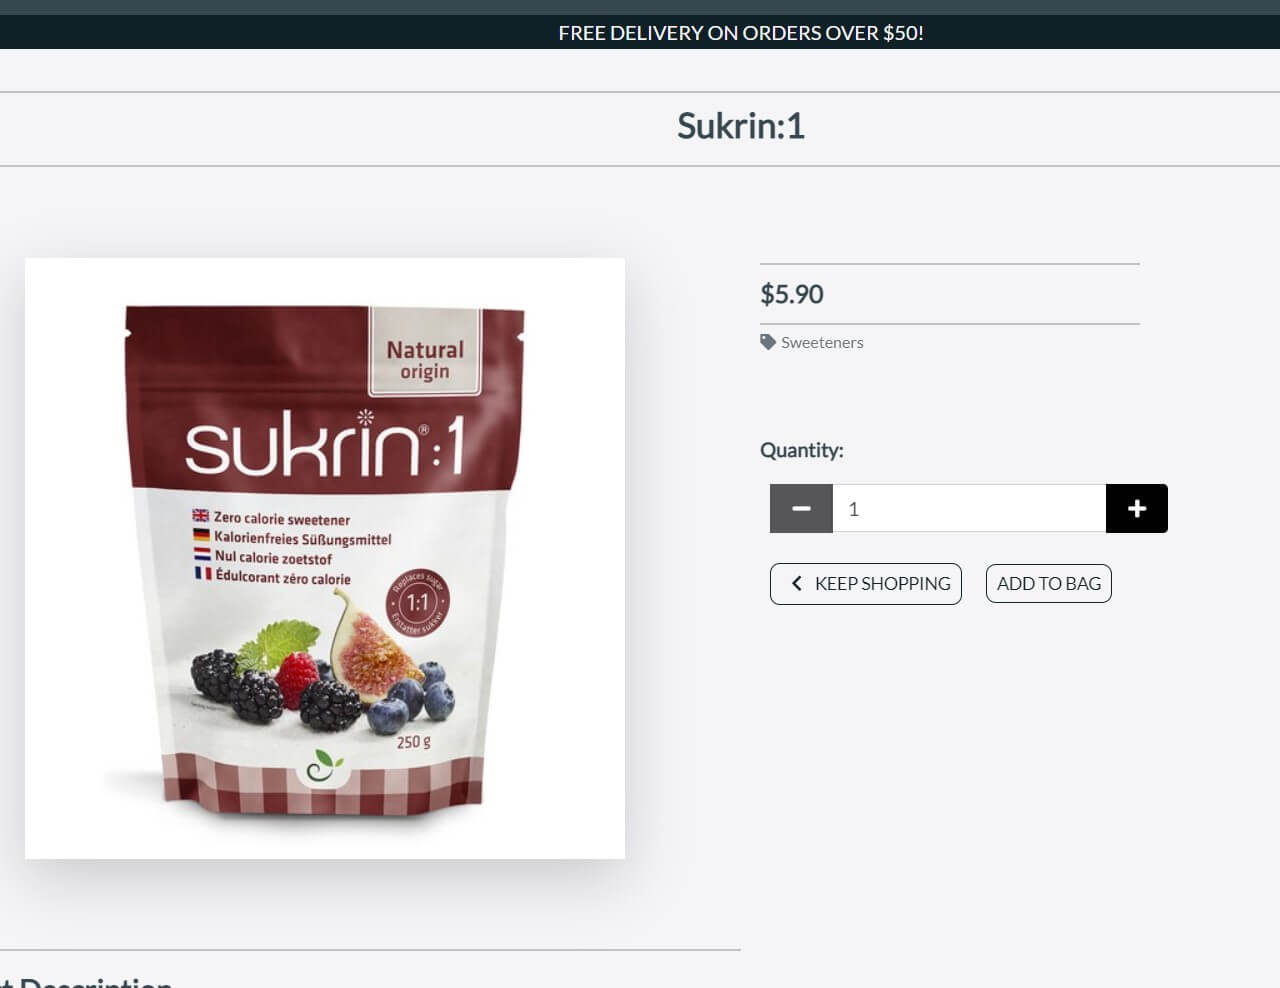 FREE DELIVERY ON ORDERS OVER $50!
Sukrin:1
$5.90
Sweeteners
Quantity:
1
KEEP SHOPPING
ADD TO BAG
Natural
origin
sukrin®:1
Zero calorie sweetener
Kalorienfreies Süßungsmittel
Nul calorie zoetstof
Édulcorant zéro calorie
Replaces sugar
1:1
Erstatter sukker
250 g
Description